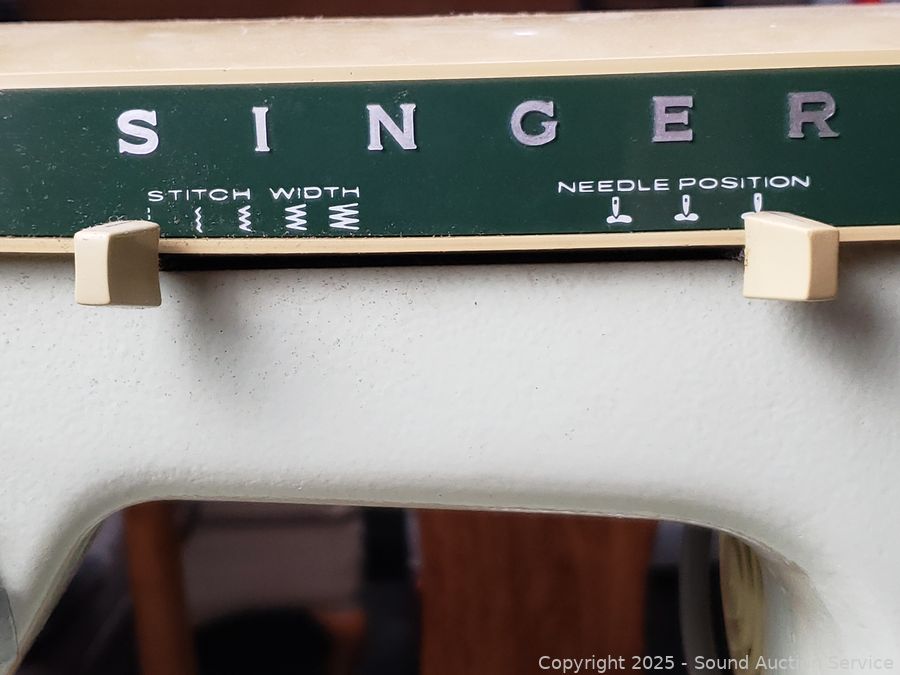 SINGER
STITCH WIDTH
NEEDLE POSITION
Copyright 2025 - Sound Auction Service